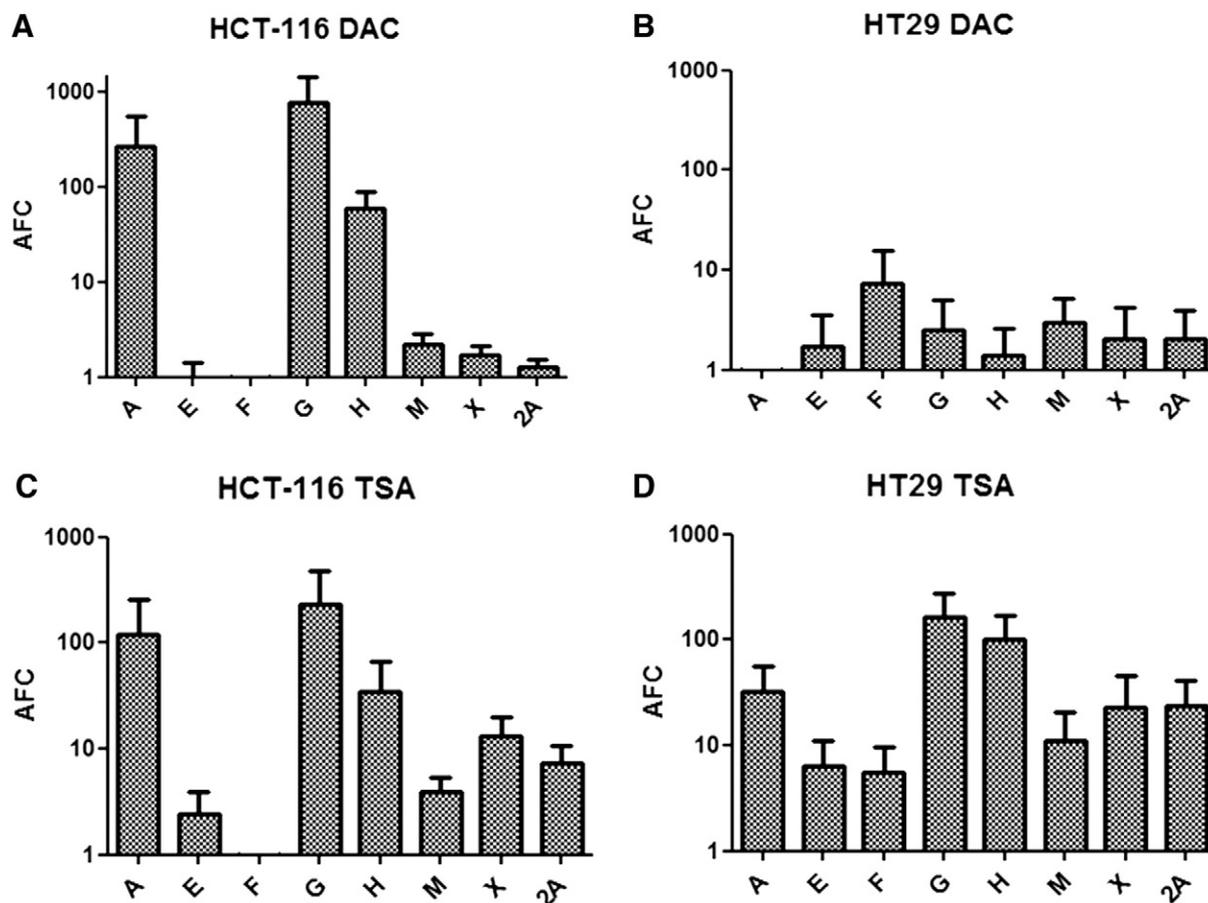 A
HCT-116 DAC
AFC
1000
100
10
1
A E F G H M X 2A
B
HT29 DAC
AFC
1000
100
10
1
A E F G H M X 2A
C
HCT-116 TSA
AFC
1000
100
10
1
A E F G H M X 2A
D
HT29 TSA
AFC
1000
100
10
1
A E F G H M X 2A